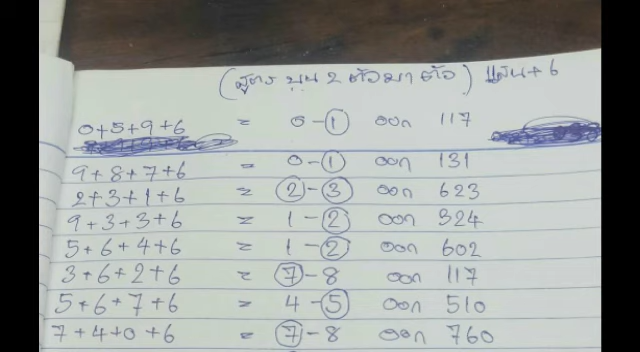 (สูตร บน 2 ตัวมา ตัว) แล่น+6
0+5+9+6 = 0-1 ออก 117
9+8+7+6 = 0-1 ออก 131
2+3+1+6 = 2-3 ออก 623
9+3+3+6 = 1-2 ออก 324
5+6+4+6 = 1-2 ออก 602
3+6+2+6 = 7-8 ออก 117
5+6+7+6 = 4-5 ออก 510
7+4+0+6 = 7-8 ออก 760